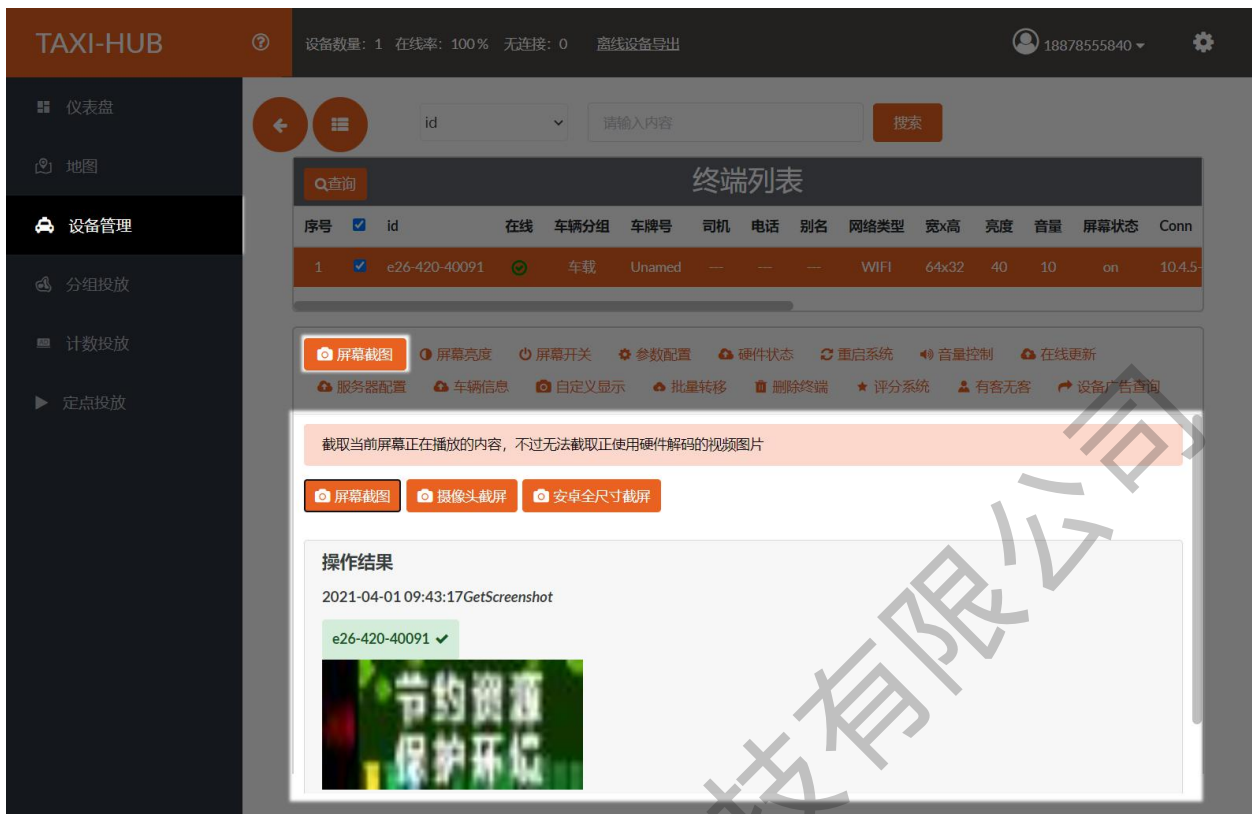 TAXI-HUB
设备数量：1 在线率：100% 无连接：0 离线设备导出
18878555840
仪表盘
地图
设备管理
分组投放
计数投放
定点投放
id
请输入内容
搜索
查询
终端列表
序号 id 在线 车辆分组 车牌号 司机 电话 别名 网络类型 宽x高 亮度 音量 屏幕状态 Conn
1 e26-420-40091 车载 Unamed --- --- --- WIFI 64x32 40 10 on 10.4.5-
屏幕截图 屏幕亮度 屏幕开关 参数配置 硬件状态 重启系统 音量控制 在线更新
服务器配置 车辆信息 自定义显示 批量转移 删除终端 评分系统 有客无客 设备广告查询
截取当前屏幕正在播放的内容，不过无法截取正使用硬件解码的视频图片
屏幕截图 摄像头截屏 安卓全尺寸截屏
操作结果
2021-04-01 09:43:17GetScreenshot
e26-420-40091
节约资源
保护环境
技有限公司